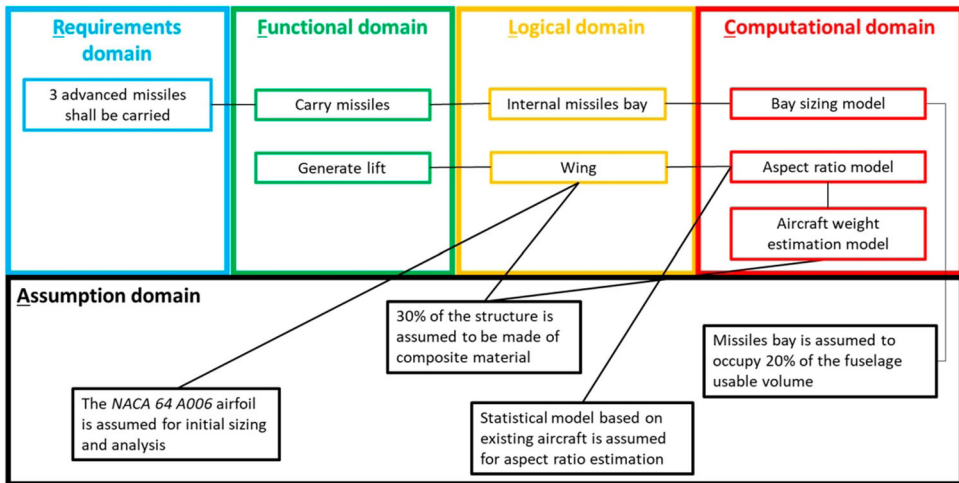 Requirements
domain
Functional domain
Logical domain
Computational domain
3 advanced missiles
shall be carried
Carry missiles
Internal missiles bay
Bay sizing model
Generate lift
Wing
Aspect ratio model
Aircraft weight
estimation model
Assumption domain
30% of the structure is
assumed to be made of
composite material
Missiles bay is assumed to
occupy 20% of the fuselage
usable volume
The NACA 64 A006 airfoil
is assumed for initial sizing
and analysis
Statistical model based on
existing aircraft is assumed
for aspect ratio estimation